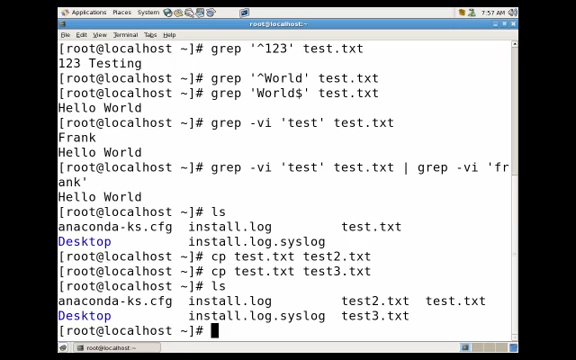 Applications Places System 7:57 AM
root@localhost:~
File Edit View Terminal Tabs Help
[root@localhost ~]# grep '^123' test.txt
123 Testing
[root@localhost ~]# grep '^World' test.txt
[root@localhost ~]# grep 'World$' test.txt
Hello World
[root@localhost ~]# grep -vi 'test' test.txt
Frank
Hello World
[root@localhost ~]# grep -vi 'test' test.txt | grep -vi 'fr
ank'
Hello World
[root@localhost ~]# ls
anaconda-ks.cfg install.log test.txt
Desktop install.log.syslog
[root@localhost ~]# cp test.txt test2.txt
[root@localhost ~]# cp test.txt test3.txt
[root@localhost ~]# ls
anaconda-ks.cfg install.log test2.txt test.txt
Desktop install.log.syslog test3.txt
[root@localhost ~]#
root@localhost:~